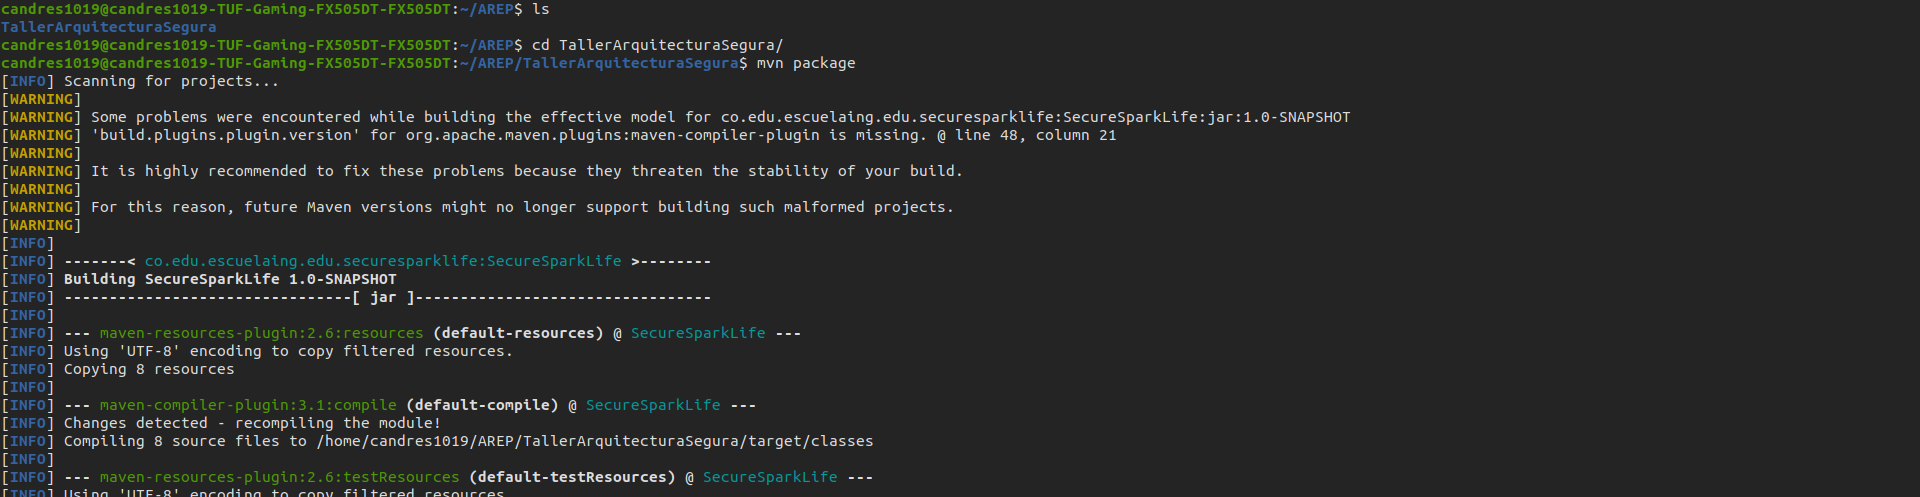 candres1019@candres1019-TUF-Gaming-FX505DT-FX505DT:~/AREP$ ls
TallerArquitecturaSegura
candres1019@candres1019-TUF-Gaming-FX505DT-FX505DT:~/AREP$ cd TallerArquitecturaSegura/
candres1019@candres1019-TUF-Gaming-FX505DT-FX505DT:~/AREP/TallerArquitecturaSegura$ mvn package
[INFO] Scanning for projects...
[WARNING]
[WARNING] Some problems were encountered while building the effective model for co.edu.escuelaing.edu.securesparklife:SecureSparkLife:jar:1.0-SNAPSHOT
[WARNING] 'build.plugins.plugin.version' for org.apache.maven.plugins:maven-compiler-plugin is missing. @ line 48, column 21
[WARNING]
[WARNING] It is highly recommended to fix these problems because they threaten the stability of your build.
[WARNING]
[WARNING] For this reason, future Maven versions might no longer support building such malformed projects.
[WARNING]
[INFO]
[INFO] -------< co.edu.escuelaing.edu.securesparklife:SecureSparkLife >--------
[INFO] Building SecureSparkLife 1.0-SNAPSHOT
[INFO] --------------------------------[ jar ]---------------------------------
[INFO]
[INFO] --- maven-resources-plugin:2.6:resources (default-resources) @ SecureSparkLife ---
[INFO] Using 'UTF-8' encoding to copy filtered resources.
[INFO] Copying 8 resources
[INFO]
[INFO] --- maven-compiler-plugin:3.1:compile (default-compile) @ SecureSparkLife ---
[INFO] Changes detected - recompiling the module!
[INFO] Compiling 8 source files to /home/candres1019/AREP/TallerArquitecturaSegura/target/classes
[INFO]
[INFO] --- maven-resources-plugin:2.6:testResources (default-testResources) @ SecureSparkLife ---
[INFO] Using 'UTF-8' encoding to copy filtered resources.